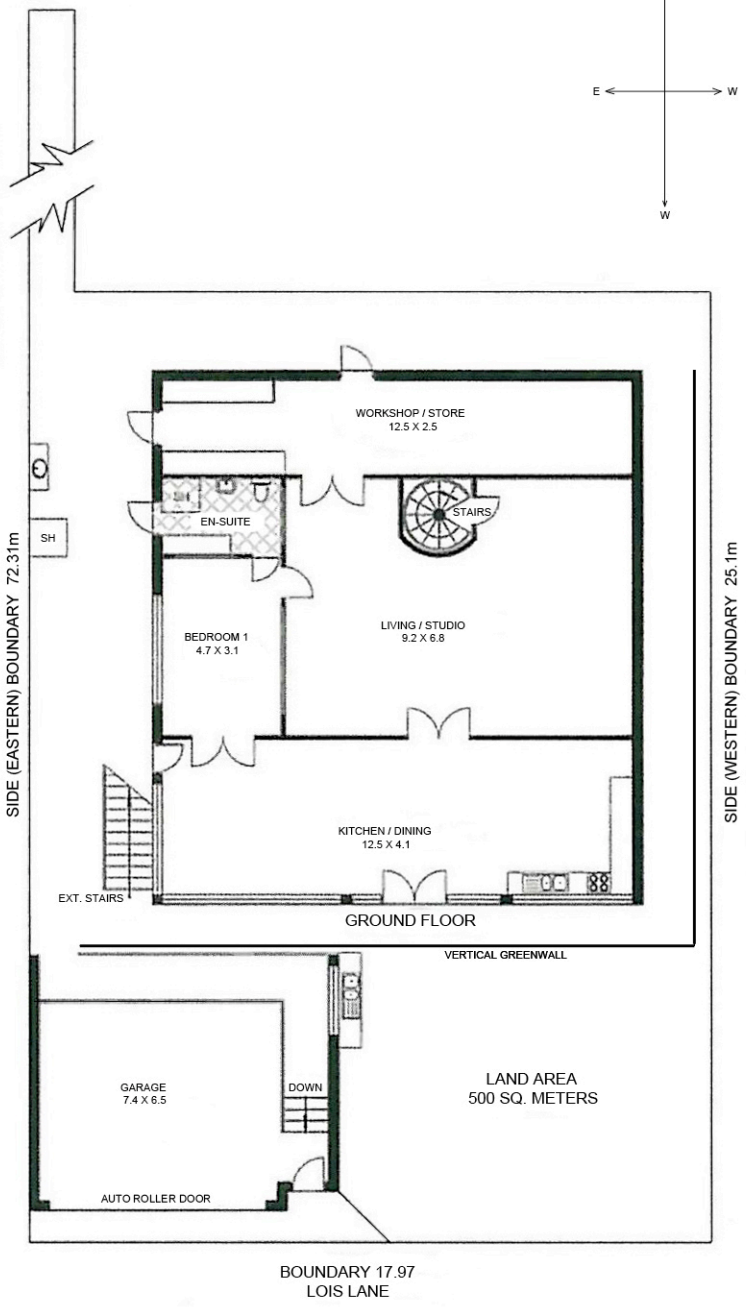 E
W
W
WORKSHOP / STORE
12.5 X 2.5
EN-SUITE
STAIRS
SH
BEDROOM 1
4.7 X 3.1
LIVING / STUDIO
9.2 X 6.8
SIDE (EASTERN) BOUNDARY 72.31m
SIDE (WESTERN) BOUNDARY 25.1m
KITCHEN / DINING
12.5 X 4.1
EXT. STAIRS
GROUND FLOOR
VERTICAL GREENWALL
GARAGE
7.4 X 6.5
DOWN
LAND AREA
500 SQ. METERS
AUTO ROLLER DOOR
BOUNDARY 17.97
LOIS LANE